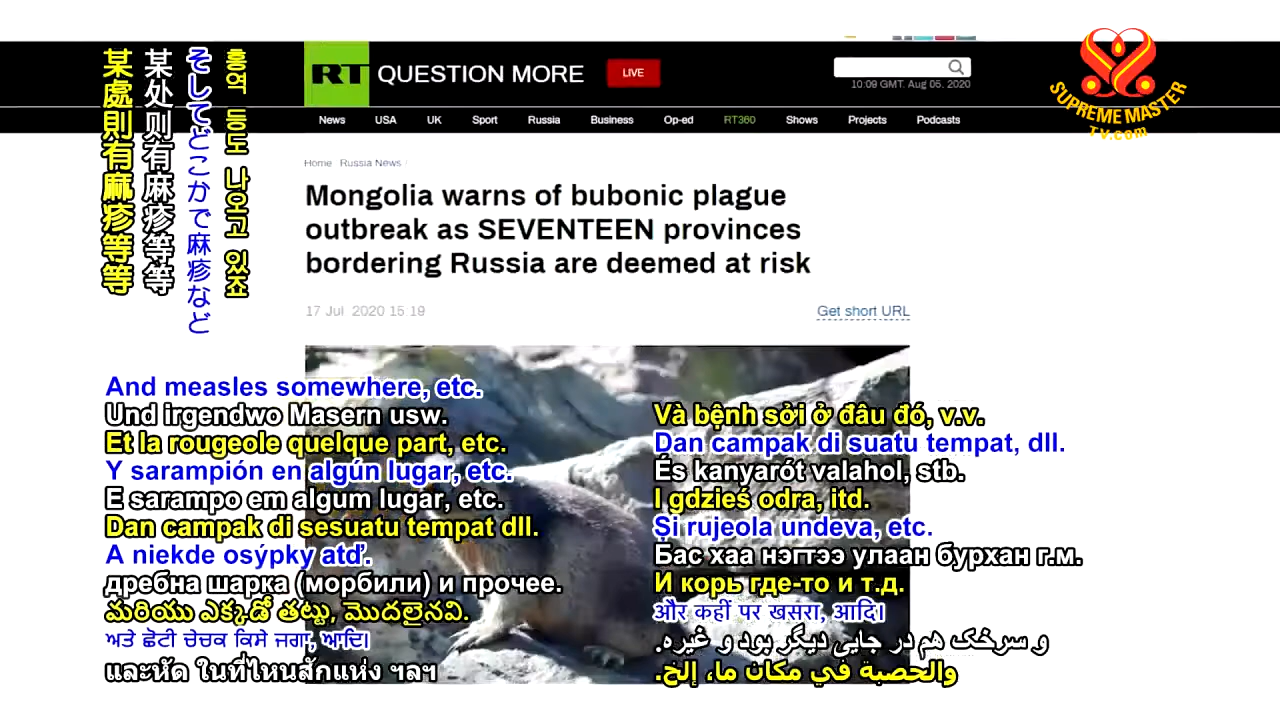 RT QUESTION MORE
LIVE
10:09 GMT. Aug 05. 2020
SUPREME MASTER
TV.com
News USA UK Sport Russia Business Op-ed RT360 Shows Projects Podcasts
Home Russia News /
Mongolia warns of bubonic plague
outbreak as SEVENTEEN provinces
bordering Russia are deemed at risk
17 Jul 2020 15:19
Get short URL
某處則有麻疹等等
某处则有麻疹等等
そしてどこかで麻疹など
홍역 등도 나오고 있죠
And measles somewhere, etc.
Und irgendwo Masern usw.
Et la rougeole quelque part, etc.
Y sarampión en algún lugar, etc.
E sarampo em algum lugar, etc.
Dan campak di sesuatu tempat dll.
A niekde osýpky atď.
дребна шарка (морбили) и прочее.
మరియు ఎక్కడో తట్టు, మొదలైనవి.
ਅਤੇ ਛੋਟੀ ਚੇਚਕ ਕਿਸੇ ਜਗਾ, ਆਦਿ।
และหัด ในที่ไหนสักแห่ง ฯลฯ
Và bệnh sởi ở đâu đó, v.v.
Dan campak di suatu tempat, dll.
És kanyarót valahol, stb.
I gdzieś odra, itd.
Și rujeola undeva, etc.
Бас хаа нэгтээ улаан бурхан г.м.
И корь где-то и т.д.
और कहीं पर खसरा, आदि।
و سرخک هم در جایی دیگر بود و غیره.
والحصبة في مكان ما، إلخ.